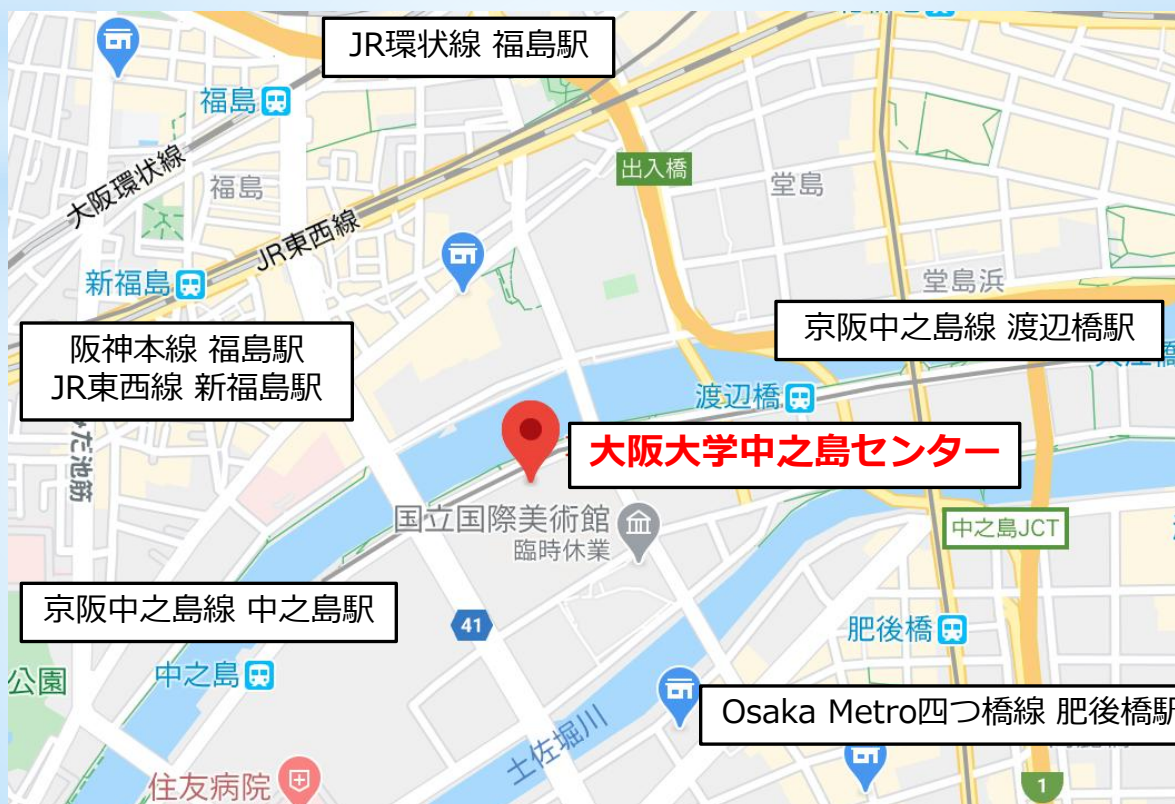 JR環状線 福島駅
福島
出入橋
大阪環状線
福島
堂島
JR東西線
新福島
堂島浜
阪神本線 福島駅
JR東西線 新福島駅
京阪中之島線 渡辺橋駅
渡辺橋
大阪大学中之島センター
だ池筋
国立国際美術館
臨時休業
中之島JCT
京阪中之島線 中之島駅
41
肥後橋
公園
中之島
Osaka Metro四つ橋線 肥後橋駅
土佐堀川
住友病院
1